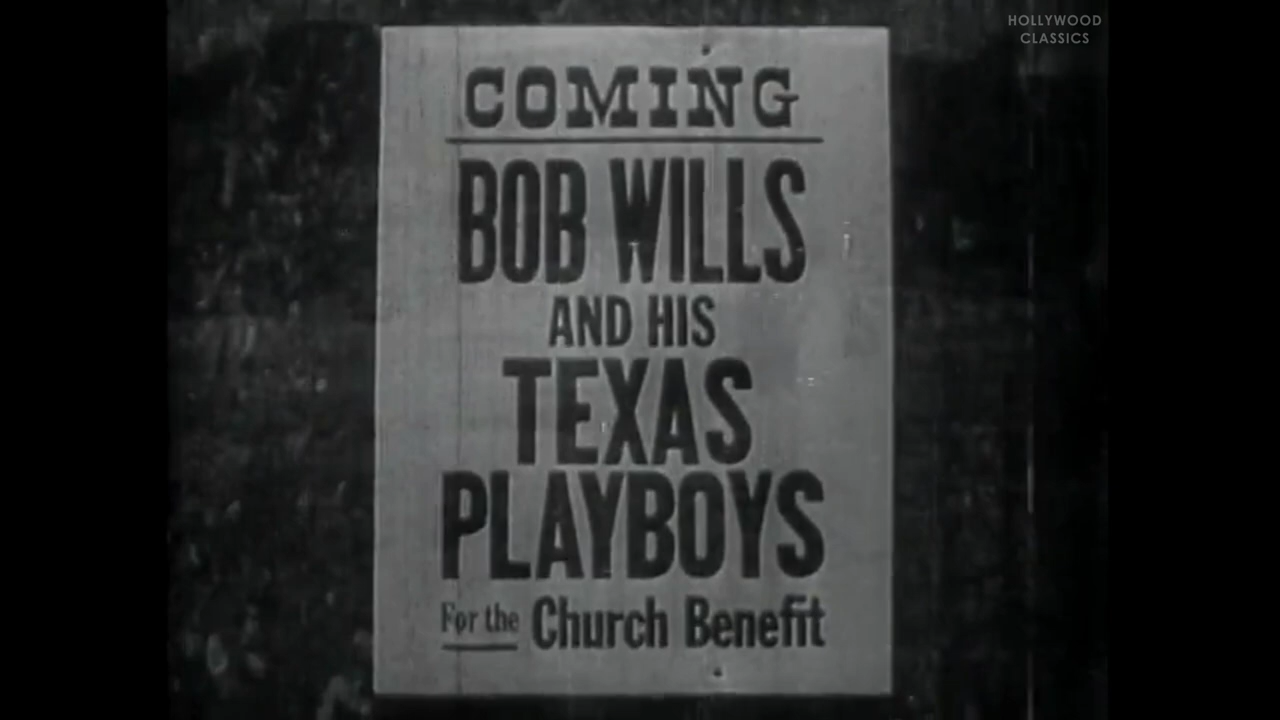 HOLLYWOOD
CLASSICS
COMING
BOB WILLS
AND HIS
TEXAS
PLAYBOYS
For the Church Benefit